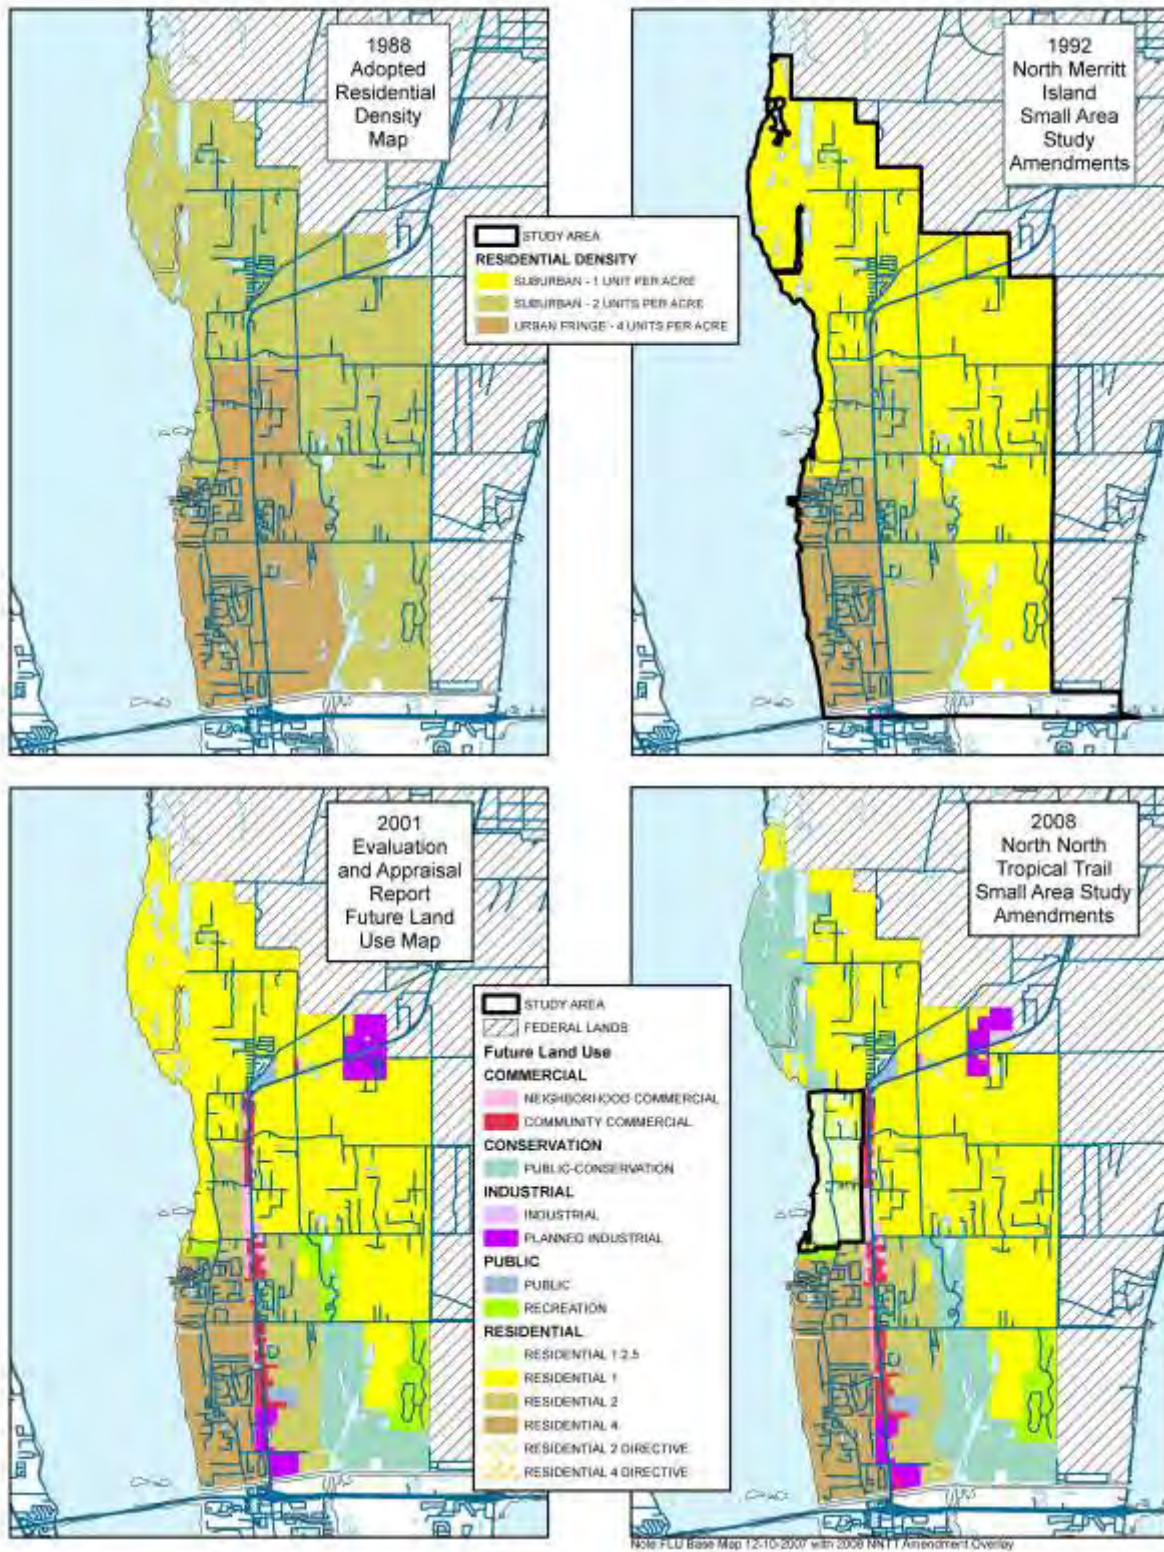 1988
Adopted
Residential
Density
Map
1992
North Merritt
Island
Small Area
Study
Amendments
STUDY AREA
RESIDENTIAL DENSITY
SUBURBAN - 1 UNIT PER ACRE
SUBURBAN - 2 UNITS PER ACRE
URBAN FRINGE - 4 UNITS PER ACRE
2001
Evaluation
and Appraisal
Report
Future Land
Use Map
2008
North North
Tropical Trail
Small Area Study
Amendments
STUDY AREA
FEDERAL LANDS
Future Land Use
COMMERCIAL
NEIGHBORHOOD COMMERCIAL
COMMUNITY COMMERCIAL
CONSERVATION
PUBLIC-CONSERVATION
INDUSTRIAL
INDUSTRIAL
PLANNED INDUSTRIAL
PUBLIC
PUBLIC
RECREATION
RESIDENTIAL
RESIDENTIAL 1:2.5
RESIDENTIAL 1
RESIDENTIAL 2
RESIDENTIAL 4
RESIDENTIAL 2 DIRECTIVE
RESIDENTIAL 4 DIRECTIVE
Note: FLU Base Map 12-10-2007 with 2008 NNTT Amendment Overlay